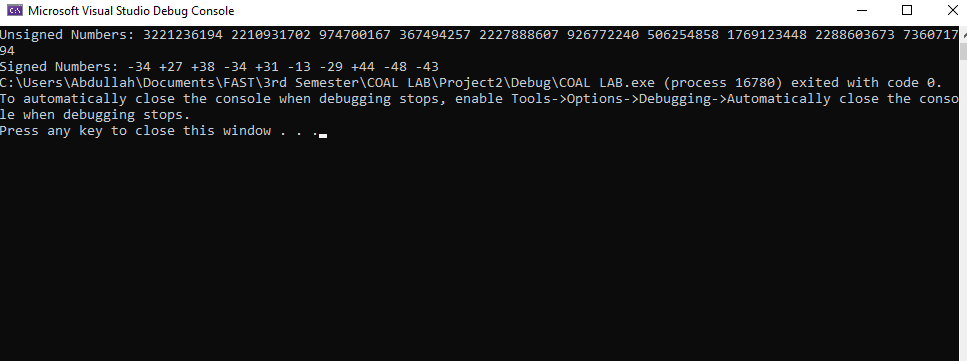 Microsoft Visual Studio Debug Console
Unsigned Numbers: 3221236194 2210931702 974700167 367494257 2227888607 926772240 506254858 1769123448 2288603673 7360717
94
Signed Numbers: -34 +27 +38 -34 +31 -13 -29 +44 -48 -43
C:\Users\Abdullah\Documents\FAST\3rd Semester\COAL LAB\Project2\Debug\COAL LAB.exe (process 16780) exited with code 0.
To automatically close the console when debugging stops, enable Tools->Options->Debugging->Automatically close the conso
le when debugging stops.
Press any key to close this window . . .